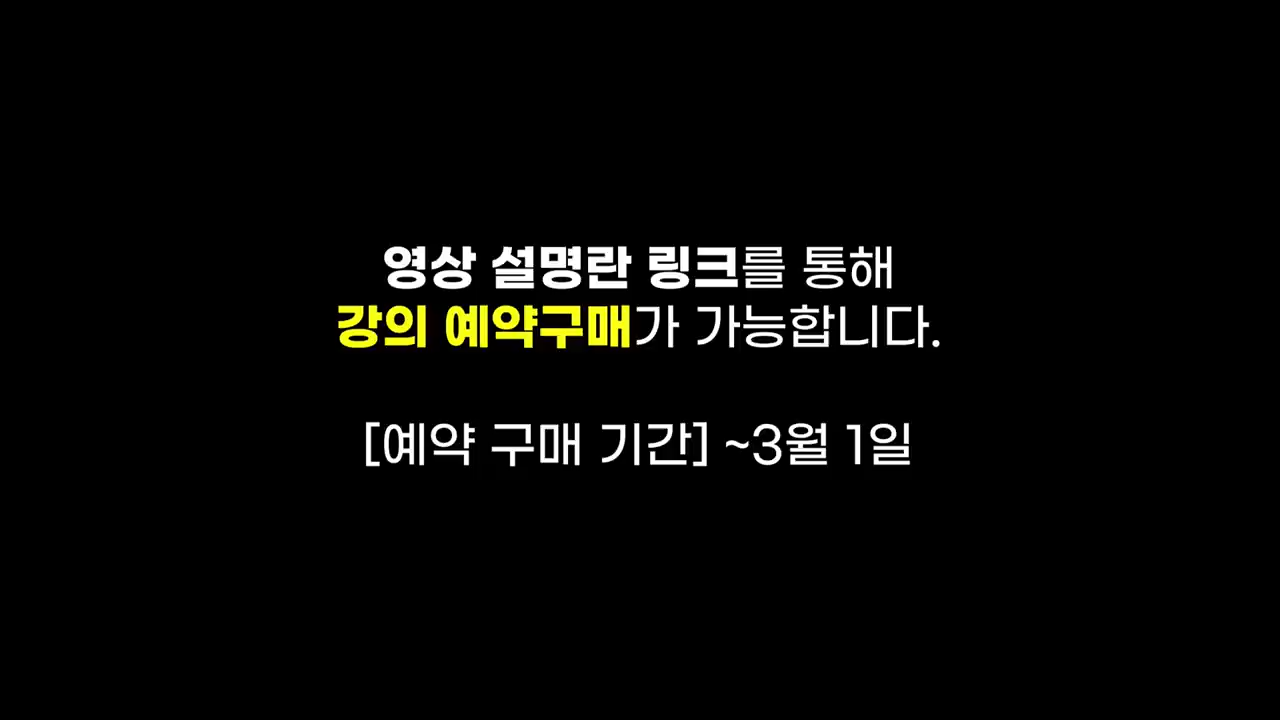 영상 설명란 링크를 통해
강의 예약구매가 가능합니다.
[예약 구매 기간] ~3월 1일